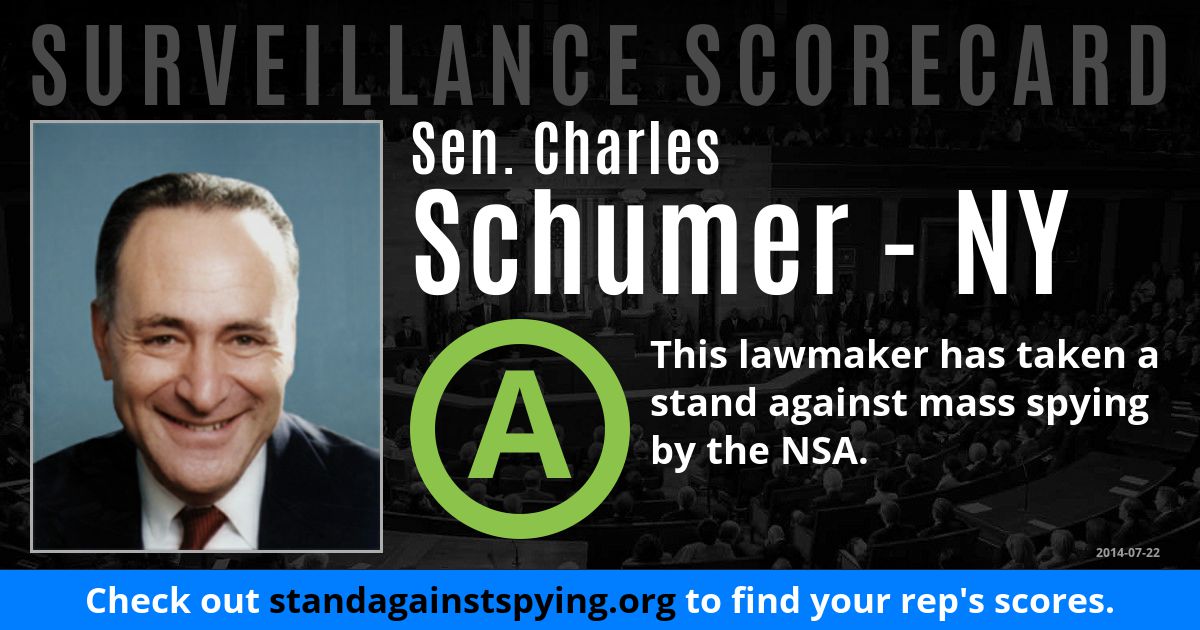 SURVEILLANCE SCORECARD
Sen. Charles
Schumer - NY
A
This lawmaker has taken a
stand against mass spying
by the NSA.
2014-07-22
Check out standagainstspying.org to find your rep's scores.